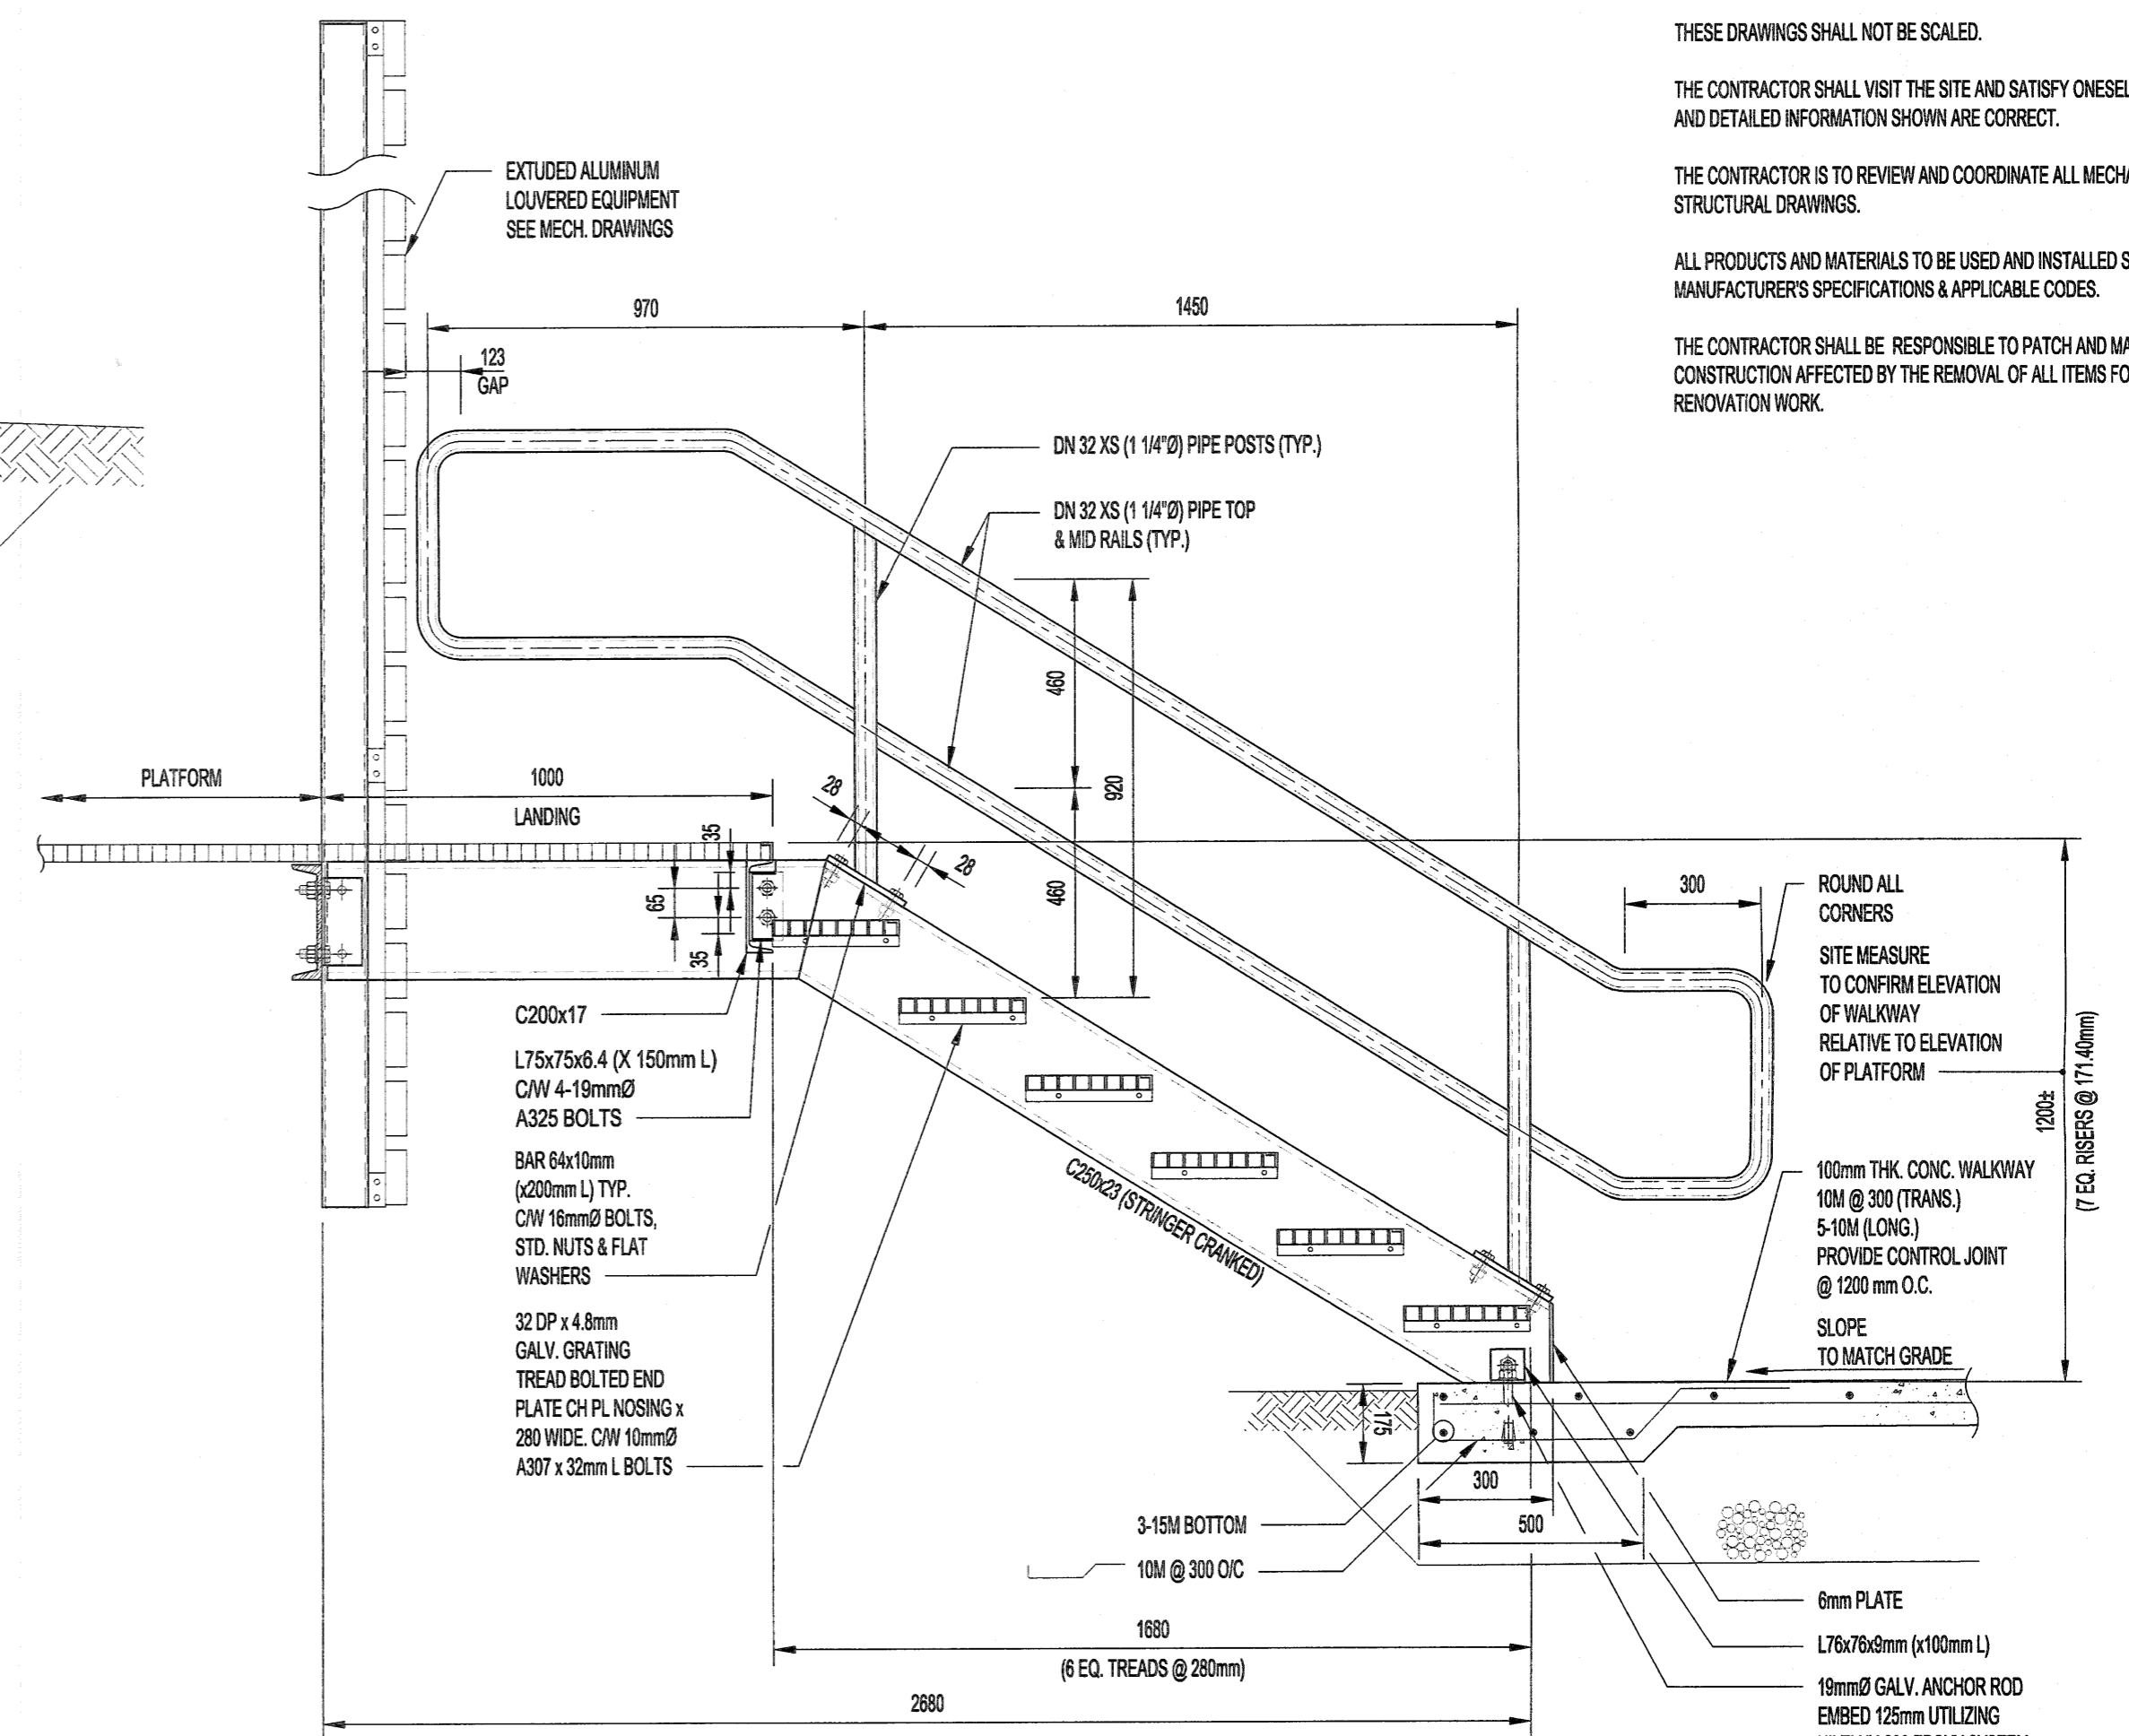 THESE DRAWINGS SHALL NOT BE SCALED.
THE CONTRACTOR SHALL VISIT THE SITE AND SATISFY
AND DETAILED INFORMATION SHOWN ARE CORRECT.
THE CONTRACTOR IS TO REVIEW AND COORDINATE ALL
STRUCTURAL DRAWINGS.
ALL PRODUCTS AND MATERIALS TO BE USED AND INSTALLED
MANUFACTURER'S SPECIFICATIONS & APPLICABLE CODES.
THE CONTRACTOR SHALL BE RESPONSIBLE TO PATCH AND
CONSTRUCTION AFFECTED BY THE REMOVAL OF ALL ITEMS
RENOVATION WORK.
EXTUDED ALUMINUM
LOUVERED EQUIPMENT
SEE MECH. DRAWINGS
970
1450
123
GAP
DN 32 XS (1 1/4"Ø) PIPE POSTS (TYP.)
DN 32 XS (1 1/4"Ø) PIPE TOP
& MID RAILS (TYP.)
460
920
460
PLATFORM
1000
LANDING
28
28
35
65
35
300
ROUND ALL
CORNERS
SITE MEASURE
TO CONFIRM ELEVATION
OF WALKWAY
RELATIVE TO ELEVATION
OF PLATFORM
1200±
(7 EQ. RISERS @ 171.40mm)
C200x17
L75x75x6.4 (X 150mm L)
C/W 4-19mmØ
A325 BOLTS
BAR 64x10mm
(x200mm L) TYP.
C/W 16mmØ BOLTS,
STD. NUTS & FLAT
WASHERS
32 DP x 4.8mm
GALV. GRATING
TREAD BOLTED END
PLATE CH PL NOSING x
280 WIDE. C/W 10mmØ
A307 x 32mm L BOLTS
C250x23 (STRINGER CRANKED)
100mm THK. CONC. WALKWAY
10M @ 300 (TRANS.)
5-10M (LONG.)
PROVIDE CONTROL JOINT
@ 1200 mm O.C.
SLOPE
TO MATCH GRADE
175
300
500
3-15M BOTTOM
10M @ 300 O/C
1680
(6 EQ. TREADS @ 280mm)
2680
6mm PLATE
L76x76x9mm (x100mm L)
19mmØ GALV. ANCHOR ROD
EMBED 125mm UTILIZING